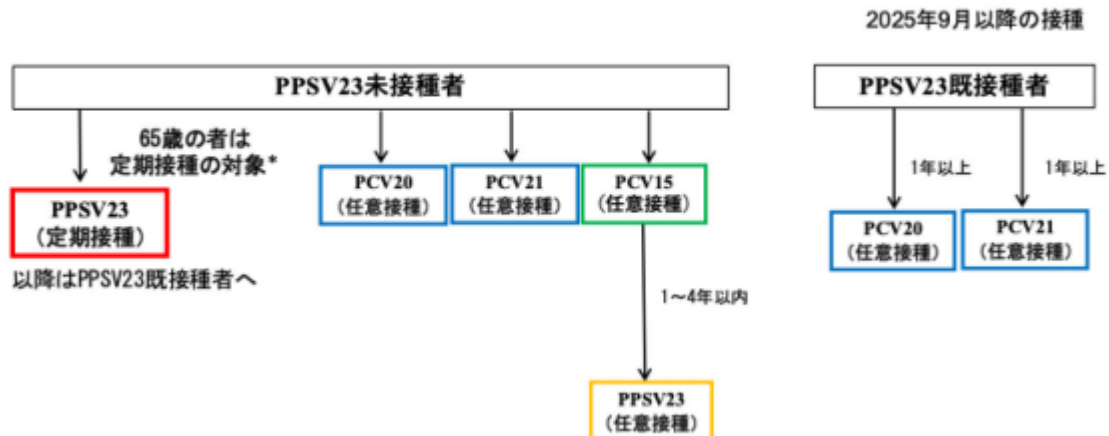 2025年9月以降の接種
PPSV23未接種者
65歳の者は
定期接種の対象*
PPSV23
(定期接種)
以降はPPSV23既接種者へ
PCV20
(任意接種)
PCV21
(任意接種)
PCV15
(任意接種)
1～4年以内
PPSV23
(任意接種)
PPSV23既接種者
1年以上
1年以上
PCV20
(任意接種)
PCV21
(任意接種)